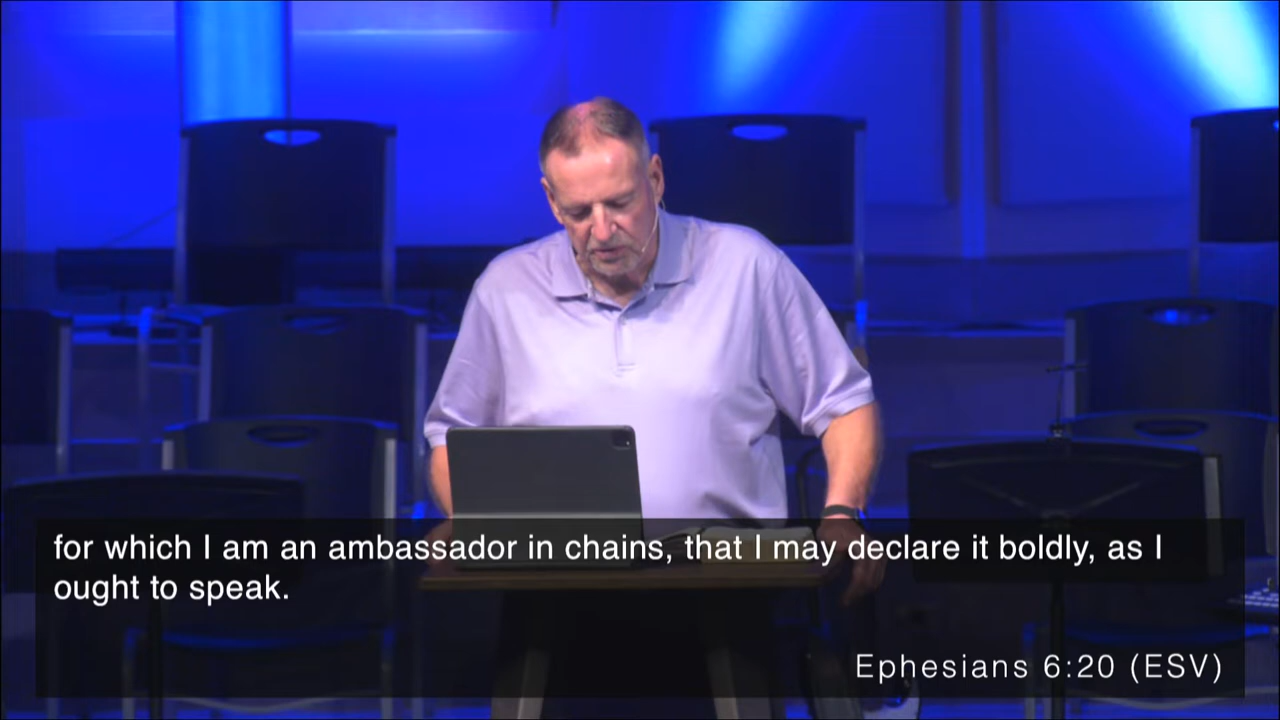 for which I am an ambassador in chains, that I may declare it boldly, as I
ought to speak.
Ephesians 6:20 (ESV)